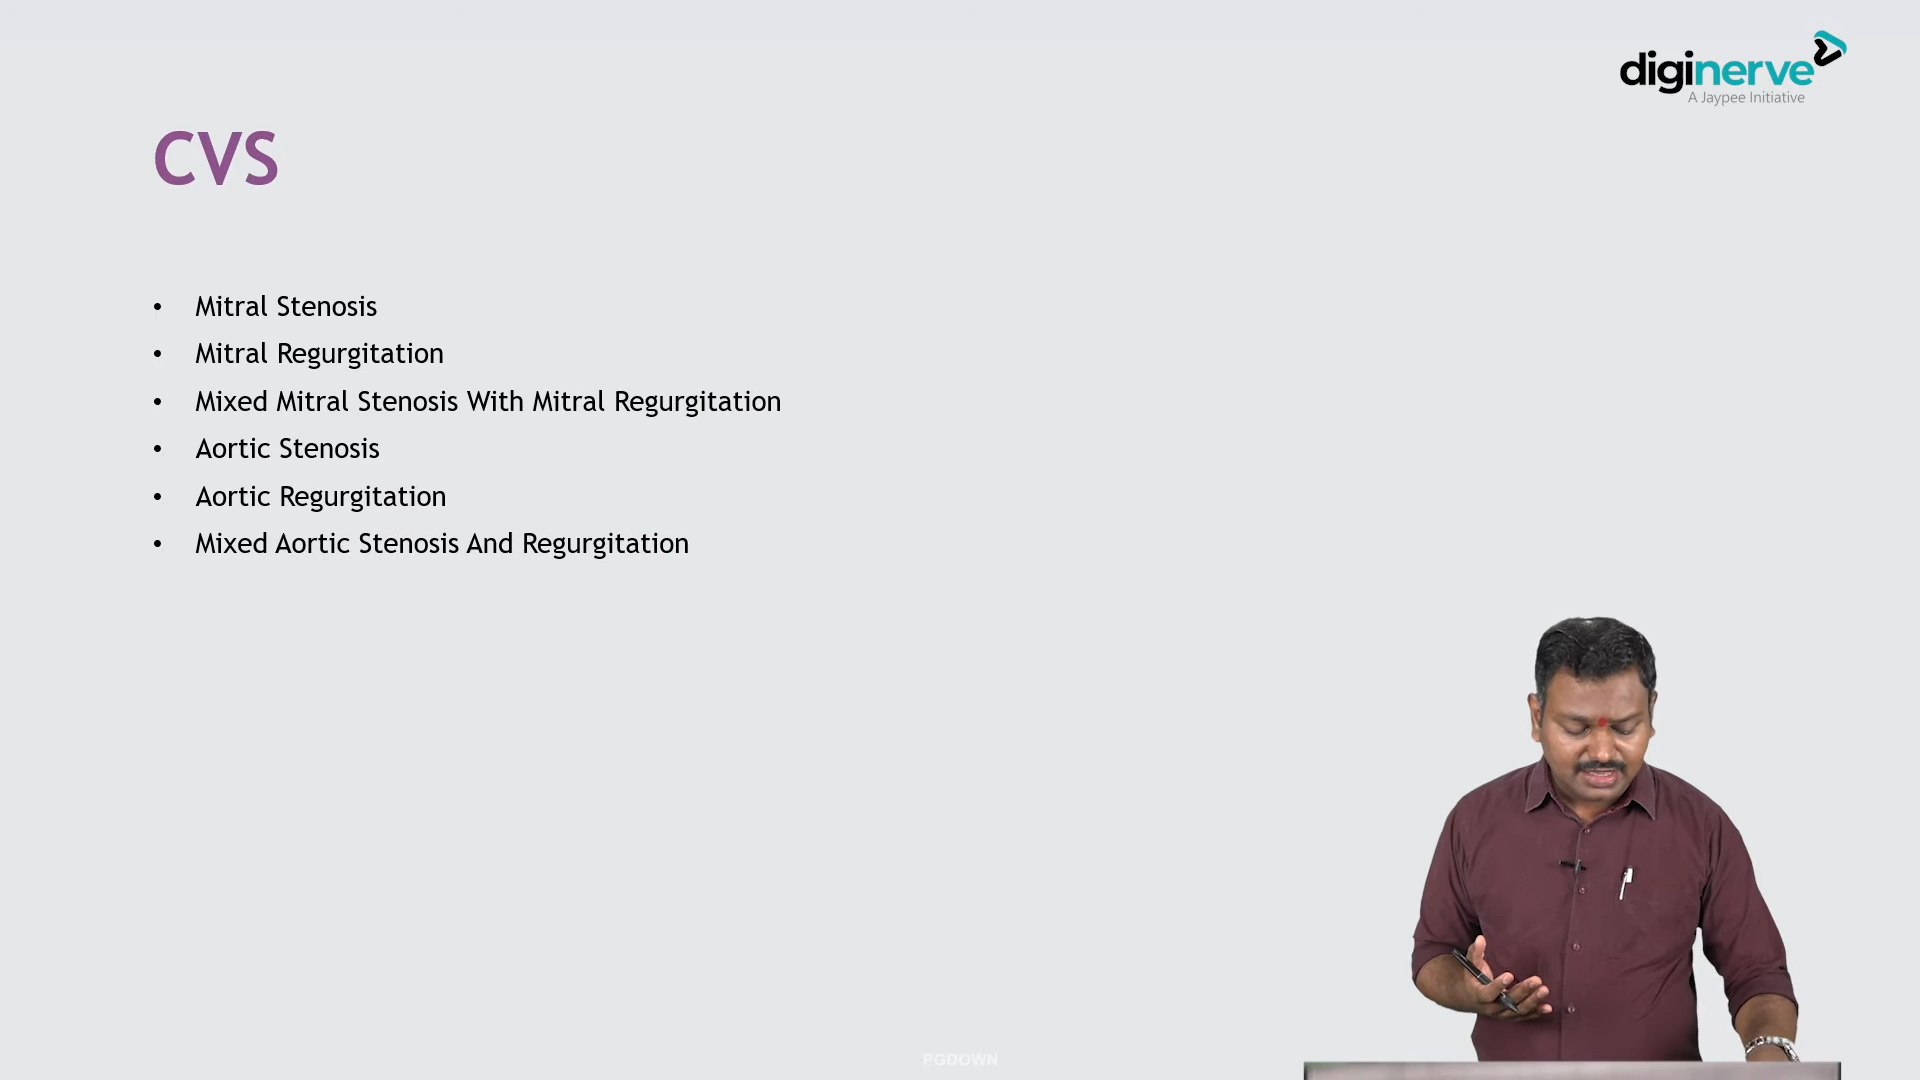 diginerve
A Jaypee Initiative
CVS
• Mitral Stenosis
• Mitral Regurgitation
• Mixed Mitral Stenosis With Mitral Regurgitation
• Aortic Stenosis
• Aortic Regurgitation
• Mixed Aortic Stenosis And Regurgitation
PGDOWN